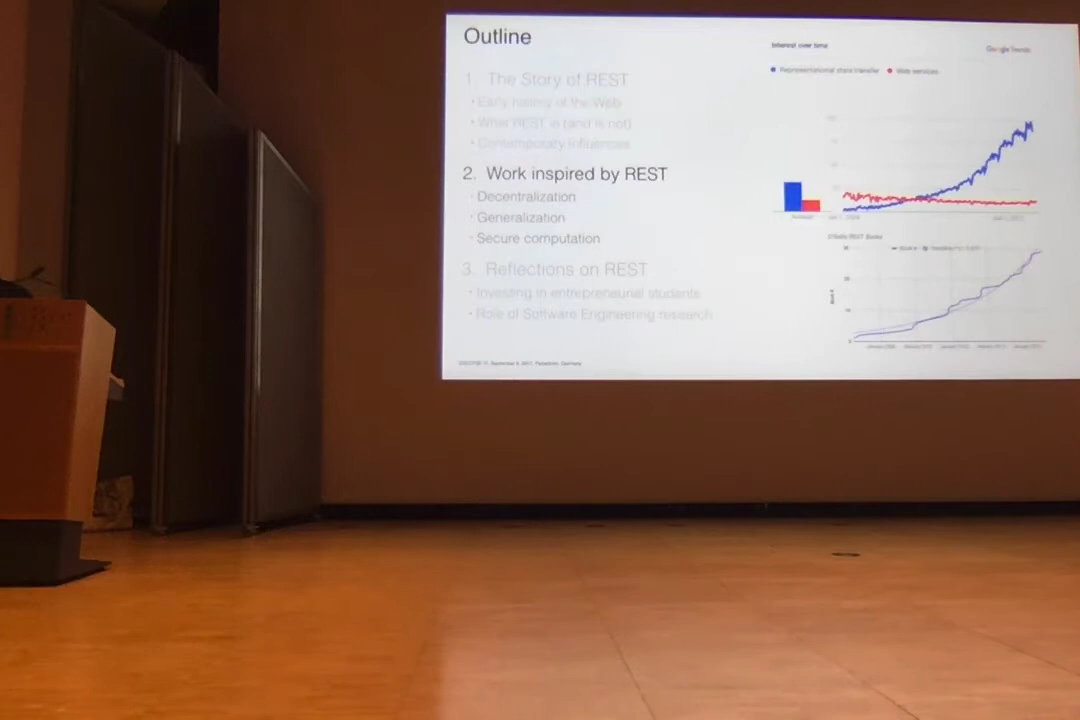 Outline
1. The Story of REST
• Early history of the Web
• What REST is (and is not)
• Contemporary influences
2. Work inspired by REST
• Decentralization
• Generalization
• Secure computation
3. Reflections on REST
• Investing in entrepreneurial students
• Role of Software Engineering research
Interest over time
Google Trends
Representational state transfer
Web services